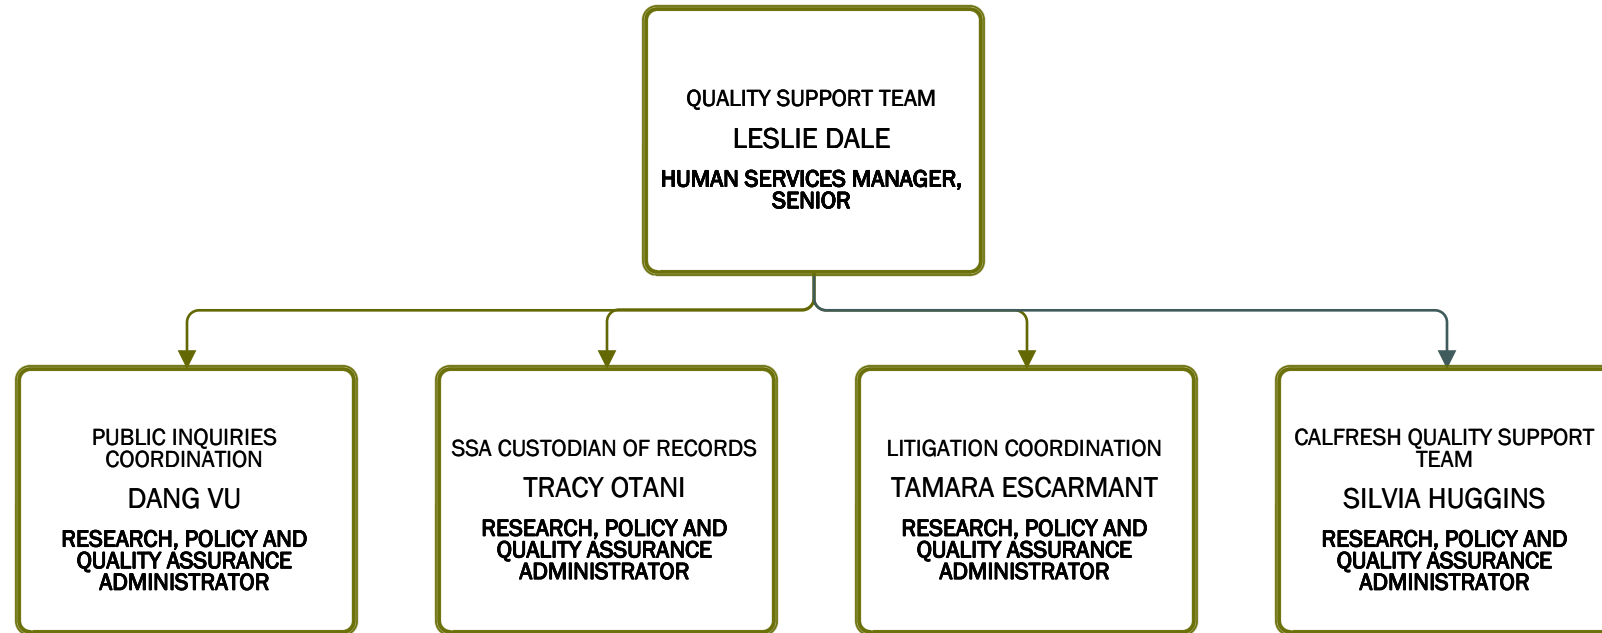 QUALITY SUPPORT TEAM
LESLIE DALE
HUMAN SERVICES MANAGER,
SENIOR
PUBLIC INQUIRIES
COORDINATION
DANG VU
RESEARCH, POLICY AND
QUALITY ASSURANCE
ADMINISTRATOR
SSA CUSTODIAN OF RECORDS
TRACY OTANI
RESEARCH, POLICY AND
QUALITY ASSURANCE
ADMINISTRATOR
LITIGATION COORDINATION
TAMARA ESCARMANT
RESEARCH, POLICY AND
QUALITY ASSURANCE
ADMINISTRATOR
CALFRESH QUALITY SUPPORT
TEAM
SILVIA HUGGINS
RESEARCH, POLICY AND
QUALITY ASSURANCE
ADMINISTRATOR